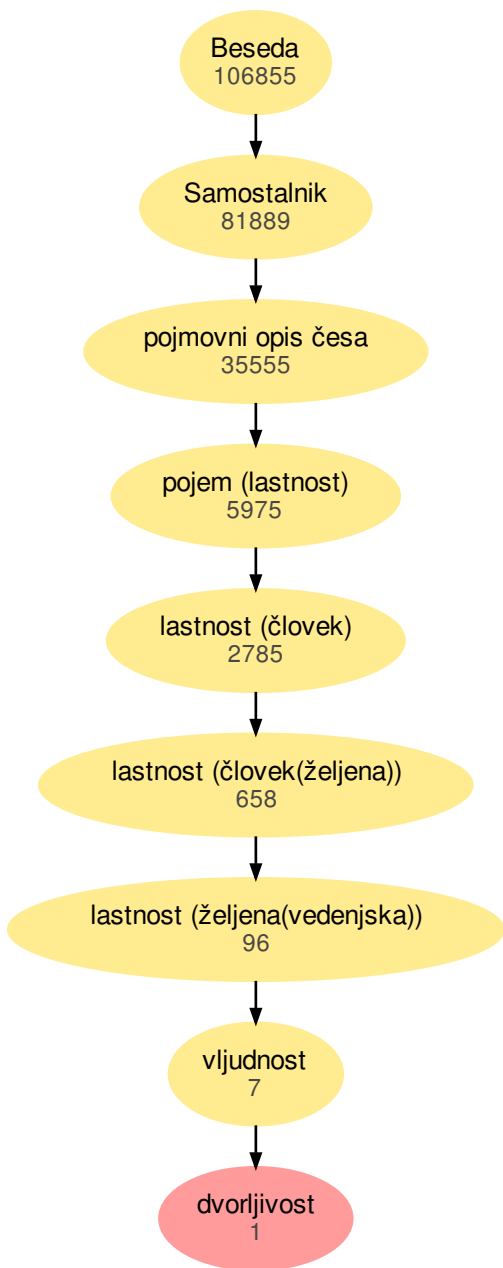 Beseda
106855
Samostalnik
81889
pojmovni opis česa
35555
pojem (lastnost)
5975
lastnost (človek)
2785
lastnost (človek(željena))
658
lastnost (željena(vedenjska))
96
vljudnost
7
dvorljivost
1